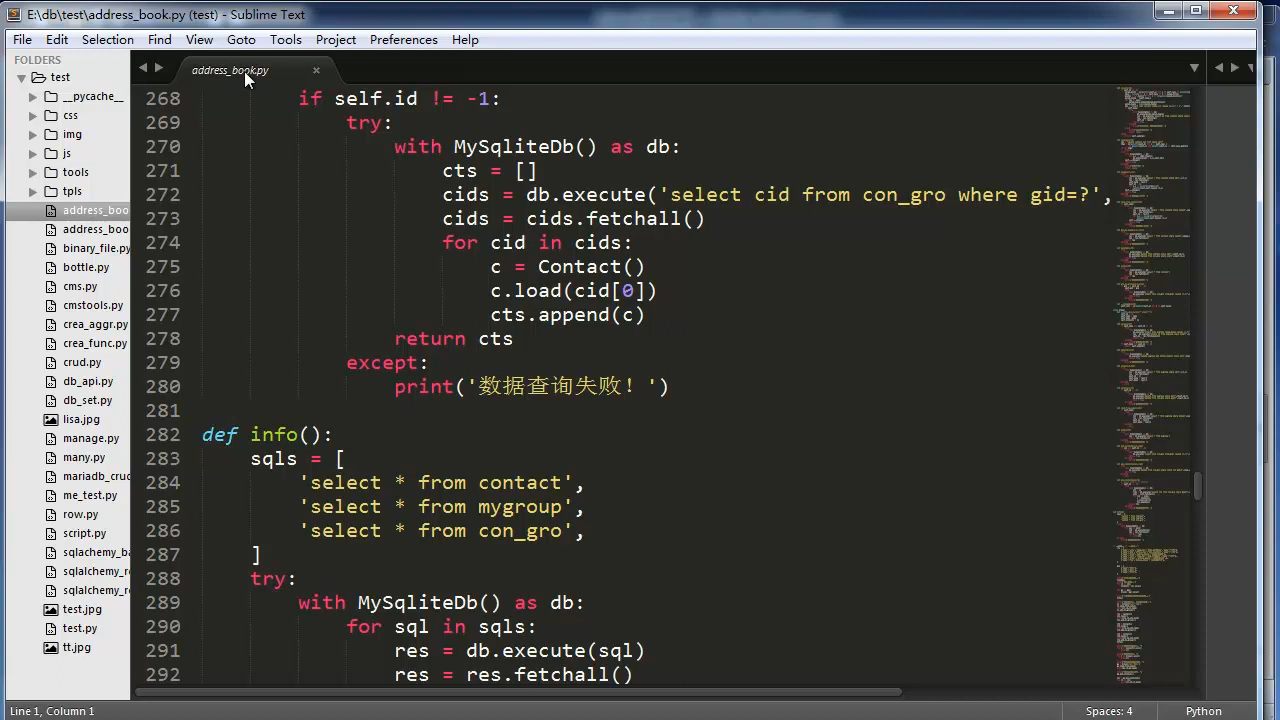 E:\db\test\address_book.py (test) - Sublime Text
File Edit Selection Find View Goto Tools Project Preferences Help
FOLDERS
test
__pycache__
css
img
js
tools
tpls
address_boo
address_boo
binary_file.py
bottle.py
cms.py
cmstools.py
crea_aggr.py
crea_func.py
crud.py
db_api.py
db_set.py
lisa.jpg
manage.py
many.py
mariadb_crud
me_test.py
row.py
script.py
sqlachemy_ba
sqlalchemy_re
sqlalchemy_re
test.jpg
test.py
tt.jpg
address_book.py
268 if self.id != -1:
269 try:
270 with MySqliteDb() as db:
271 cts = []
272 cids = db.execute('select cid from con_gro where gid=?',
273 cids = cids.fetchall()
274 for cid in cids:
275 c = Contact()
276 c.load(cid[0])
277 cts.append(c)
278 return cts
279 except:
280 print('数据查询失败！')
281
282 def info():
283 sqls = [
284 'select * from contact',
285 'select * from mygroup',
286 'select * from con_gro',
287 ]
288 try:
289 with MySqliteDb() as db:
290 for sql in sqls:
291 res = db.execute(sql)
292 res = res.fetchall()
Line 1, Column 1
Spaces: 4
Python